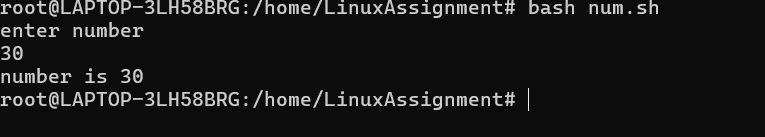 root@LAPTOP-3LH58BRG:/home/LinuxAssignment# bash num.sh
enter number
30
number is 30
root@LAPTOP-3LH58BRG:/home/LinuxAssignment#